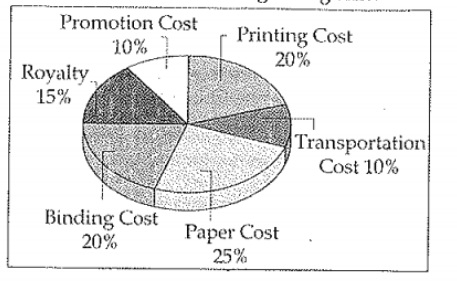 Promotion Cost
10%
Printing Cost
20%
Royalty
15%
Transportation
Cost 10%
Binding Cost
20%
Paper Cost
25%